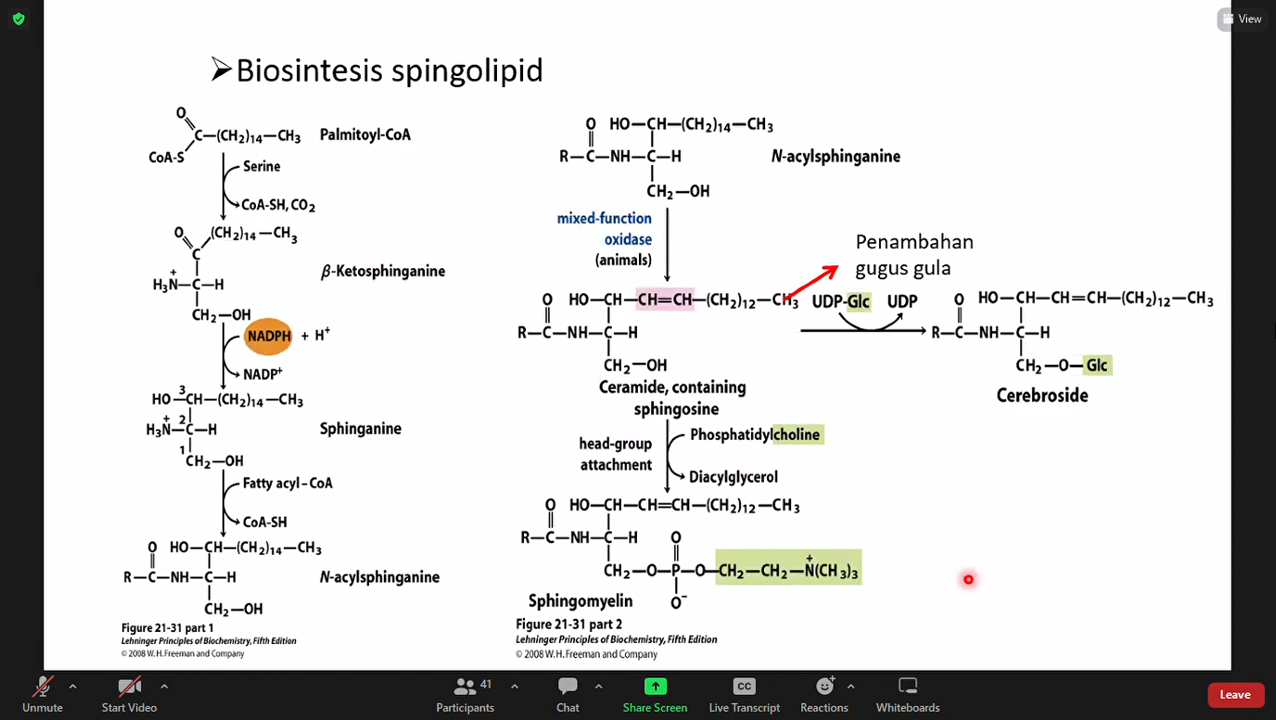 View
➢Biosintesis spingolipid
O
C—(CH₂)₁₄—CH₃
CoA-S
Palmitoyl-CoA
Serine
CoA-SH, CO₂
O
(CH₂)₁₄—CH₃
C
H₃N⁺—C—H
CH₂—OH
β-Ketosphinganine
NADPH + H⁺
NADP⁺
3
HO—CH—(CH₂)₁₄—CH₃
2
H₃N⁺—C—H
1
CH₂—OH
Sphinganine
Fatty acyl–CoA
CoA-SH
O HO—CH—(CH₂)₁₄—CH₃
R—C—NH—C—H
CH₂—OH
N-acylsphinganine
Figure 21-31 part 1
Lehninger Principles of Biochemistry, Fifth Edition
© 2008 W. H. Freeman and Company
O HO—CH—(CH₂)₁₄—CH₃
R—C—NH—C—H
CH₂—OH
N-acylsphinganine
mixed-function
oxidase
(animals)
O HO—CH—CH=CH—(CH₂)₁₂—CH₃
R—C—NH—C—H
CH₂—OH
Ceramide, containing
sphingosine
Penambahan
gugus gula
UDP-Glc UDP
O HO—CH—CH=CH—(CH₂)₁₂—CH₃
R—C—NH—C—H
CH₂—O—Glc
Cerebroside
head-group
attachment
Phosphatidylcholine
Diacylglycerol
O HO—CH—CH=CH—(CH₂)₁₂—CH₃
R—C—NH—C—H O
CH₂—O—P—O—CH₂—CH₂—N⁺(CH₃)₃
O⁻
Sphingomyelin
Figure 21-31 part 2
Lehninger Principles of Biochemistry, Fifth Edition
© 2008 W. H. Freeman and Company
Unmute
Start Video
41
Participants
Chat
Share Screen
CC
Live Transcript
Reactions
Whiteboards
Leave